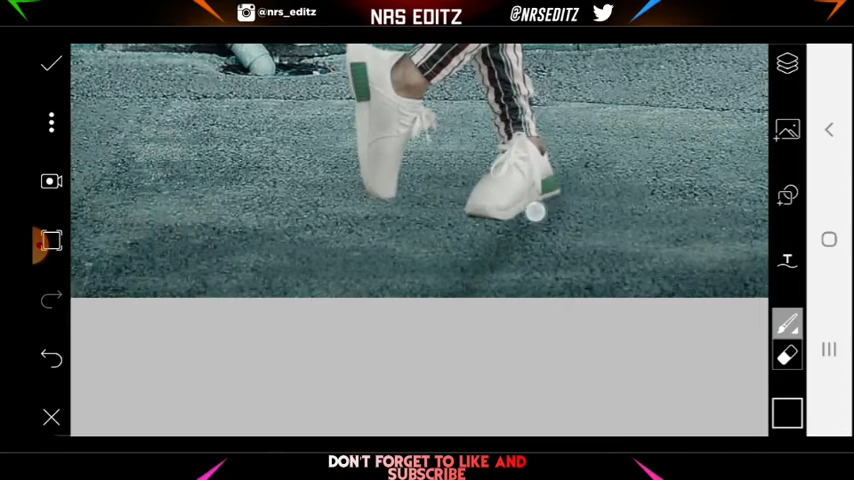 @nrs_editz
NRS EDITZ
@NRSEDITZ
T
DON'T FORGET TO LIKE AND
SUBSCRIBE